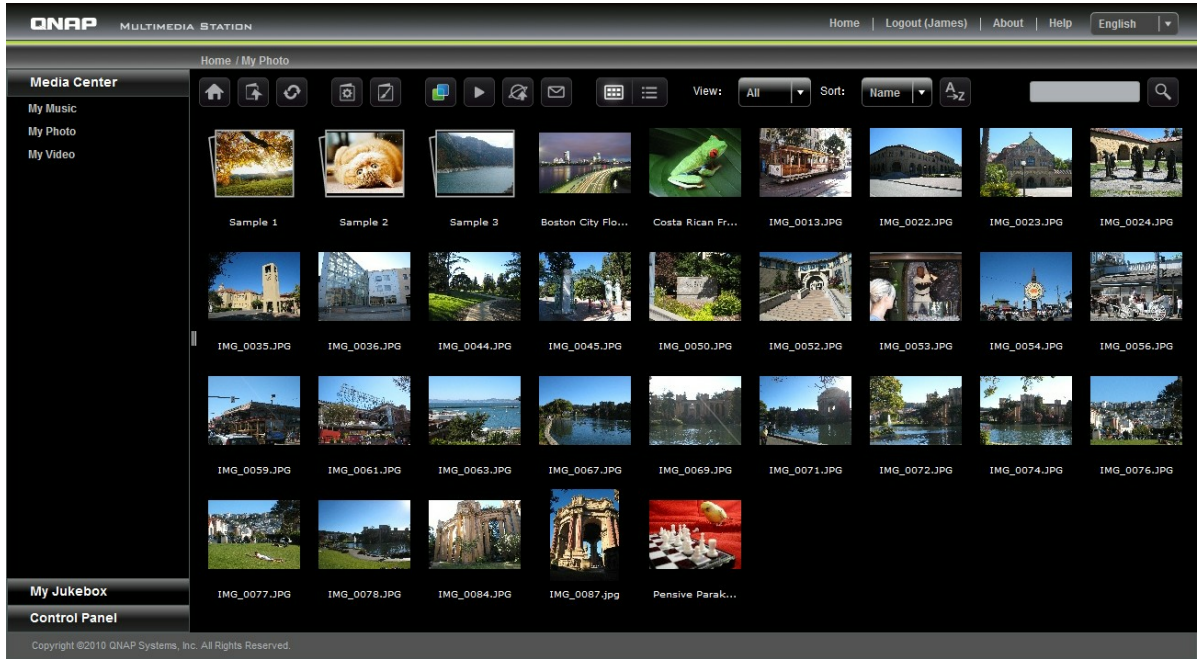 QNAP MULTIMEDIA STATION
Home | Logout (James) | About | Help English
Home / My Photo
Media Center
My Music
My Photo
My Video
View: All Sort: Name A Z
Sample 1 Sample 2 Sample 3 Boston City Flo... Costa Rican Fr... IMG_0013.JPG IMG_0022.JPG IMG_0023.JPG IMG_0024.JPG
IMG_0035.JPG IMG_0036.JPG IMG_0044.JPG IMG_0045.JPG IMG_0050.JPG IMG_0052.JPG IMG_0053.JPG IMG_0054.JPG IMG_0056.JPG
IMG_0059.JPG IMG_0061.JPG IMG_0063.JPG IMG_0067.JPG IMG_0069.JPG IMG_0071.JPG IMG_0072.JPG IMG_0074.JPG IMG_0076.JPG
IMG_0077.JPG IMG_0078.JPG IMG_0084.JPG IMG_0087.jpg Pensive Parak...
My Jukebox
Control Panel
Copyright ©2010 QNAP Systems, Inc. All Rights Reserved.